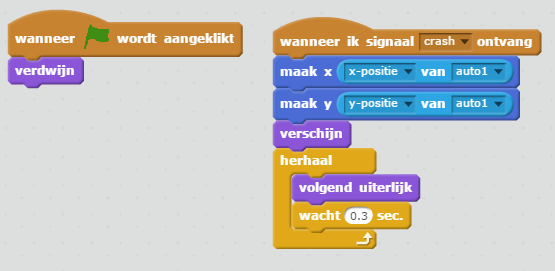 wanneer wordt aangeklikt
verdwijn
wanneer ik signaal crash ontvang
maak x x-positie van auto1
maak y y-positie van auto1
verschijn
herhaal
volgend uiterlijk
wacht 0.3 sec.